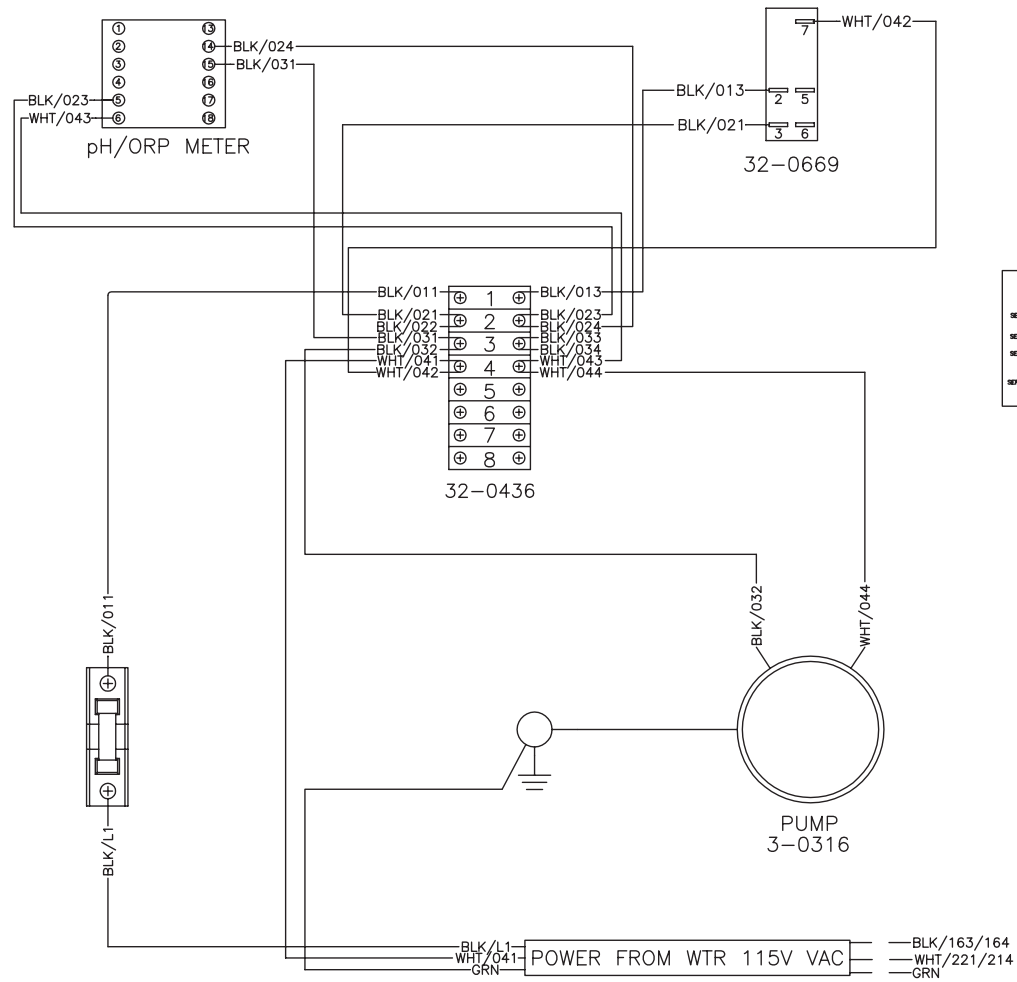 1 13
2 14 BLK/024
3 15 BLK/031
4 16
BLK/023 5 17
WHT/043 6 18
pH/ORP METER
7 WHT/042
BLK/013 2 5
BLK/021 3 6
32-0669
BLK/011 1 BLK/013
BLK/021 2 BLK/023
BLK/022 BLK/024
BLK/031 3 BLK/033
BLK/032 BLK/034
WHT/041 4 WHT/043
WHT/042 WHT/044
5
6
7
8
32-0436
BLK/011
BLK/032
WHT/044
BLK/L1
PUMP
3-0316
BLK/L1
WHT/041
GRN
POWER FROM WTR 115V VAC
BLK/163/164
WHT/221/214
GRN